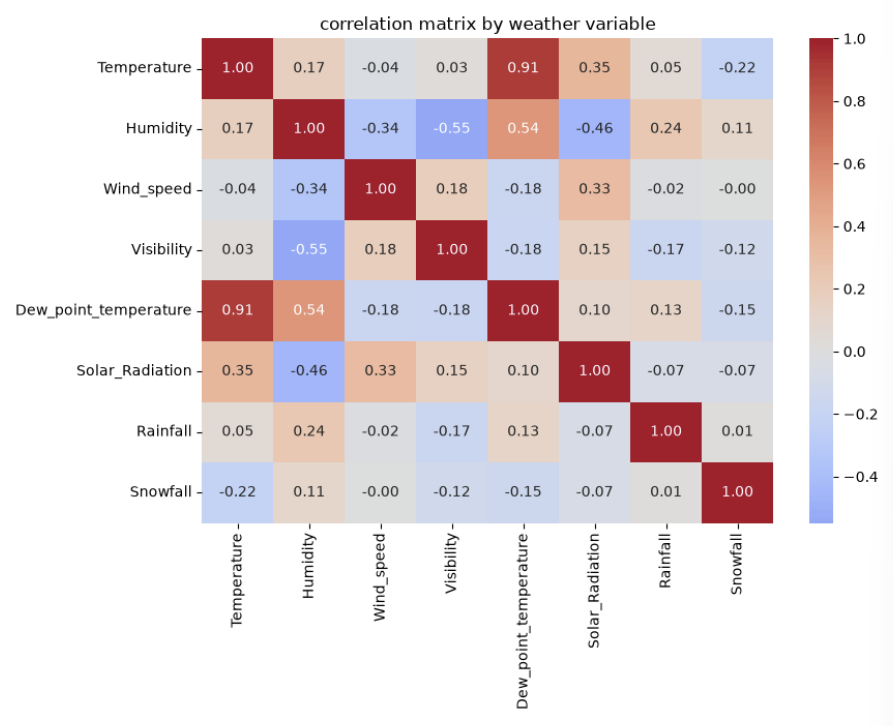 correlation matrix by weather variable
Temperature 1.00 0.17 -0.04 0.03 0.91 0.35 0.05 -0.22
Humidity 0.17 1.00 -0.34 -0.55 0.54 -0.46 0.24 0.11
Wind_speed -0.04 -0.34 1.00 0.18 -0.18 0.33 -0.02 -0.00
Visibility 0.03 -0.55 0.18 1.00 -0.18 0.15 -0.17 -0.12
Dew_point_temperature 0.91 0.54 -0.18 -0.18 1.00 0.10 0.13 -0.15
Solar_Radiation 0.35 -0.46 0.33 0.15 0.10 1.00 -0.07 -0.07
Rainfall 0.05 0.24 -0.02 -0.17 0.13 -0.07 1.00 0.01
Snowfall -0.22 0.11 -0.00 -0.12 -0.15 -0.07 0.01 1.00
Temperature
Humidity
Wind_speed
Visibility
Dew_point_temperature
Solar_Radiation
Rainfall
Snowfall
1.0
0.8
0.6
0.4
0.2
0.0
−0.2
−0.4